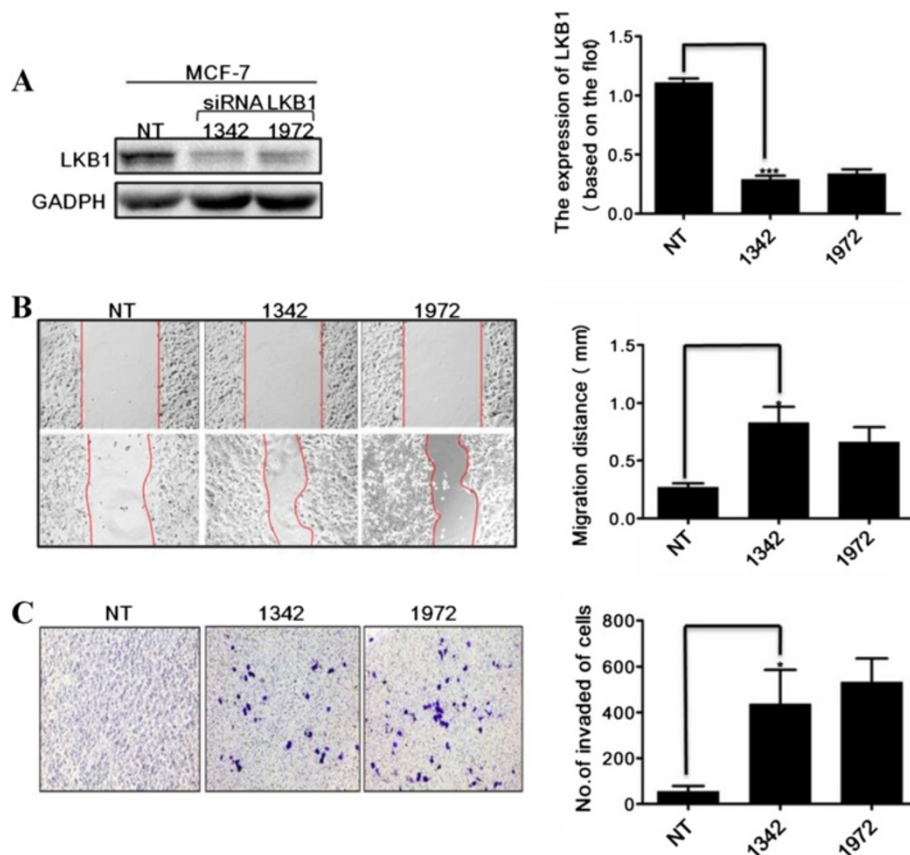 A
MCF-7
siRNA LKB1
NT 1342 1972
LKB1
GADPH
The expression of LKB1
( based on the flot)
1.5
1.0
0.5
0.0
***
NT 1342 1972
B
NT 1342 1972
Migration distance ( mm)
1.5
1.0
0.5
0.0
*
NT 1342 1972
C
NT 1342 1972
No.of invaded of cells
800
600
400
200
0
*
NT 1342 1972